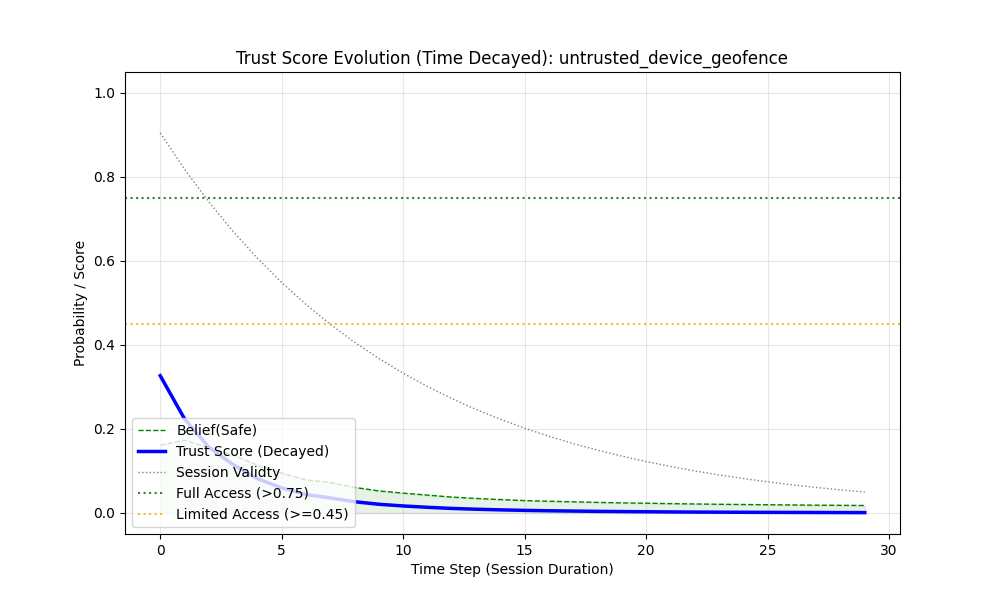 Trust Score Evolution (Time Decayed): untrusted_device_geofence
Probability / Score
1.0
0.8
0.6
0.4
0.2
0.0
Belief(Safe)
Trust Score (Decayed)
Session Validty
Full Access (>0.75)
Limited Access (>=0.45)
0 5 10 15 20 25 30
Time Step (Session Duration)